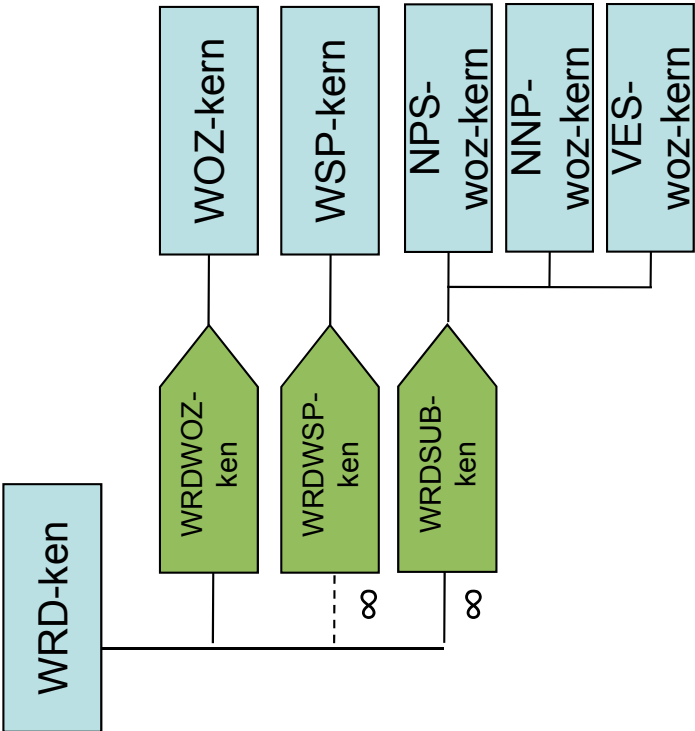 WRD-ken
WRDWOZ-
ken
WOZ-kern
WRDWSP-
ken
∞
WSP-kern
WRDSUB-
ken
∞
NPS-
woz-kern
NNP-
woz-kern
VES-
woz-kern